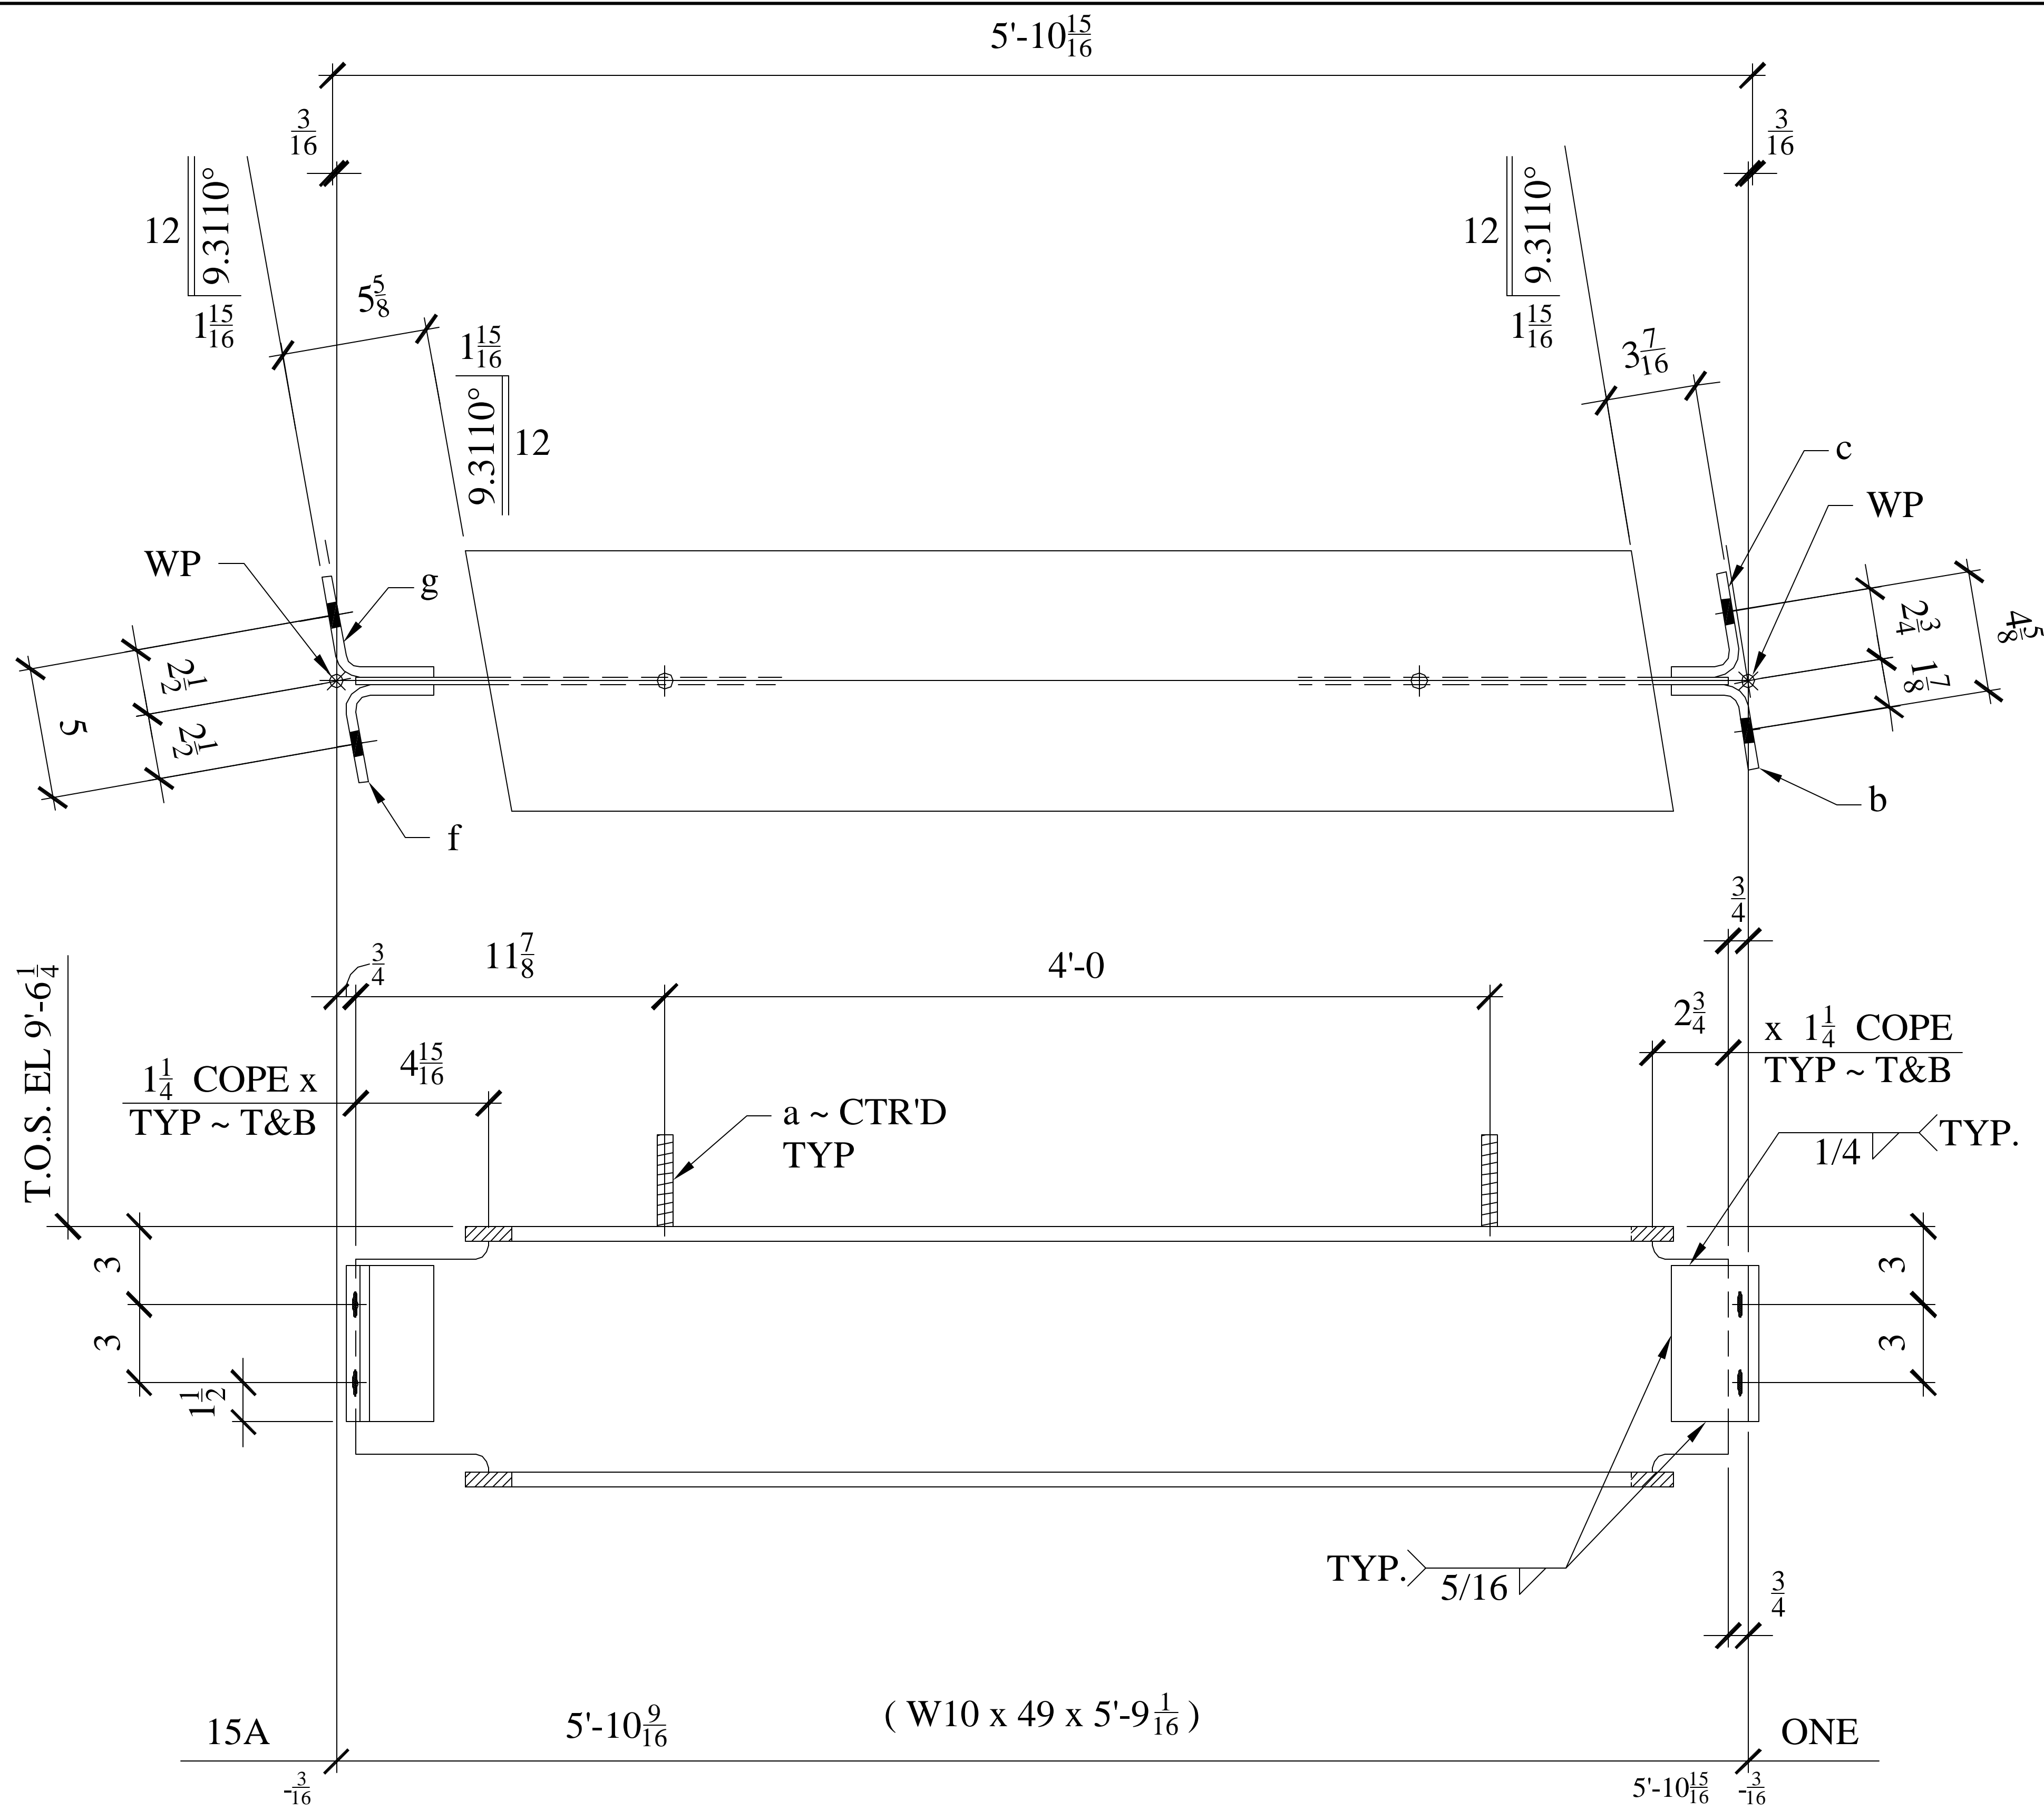 5'-10 15/16
3/16
3/16
12
9.3110°
1 15/16
5 5/8
1 15/16
9.3110°
12
12
9.3110°
1 15/16
3 7/16
c
WP
WP
g
2 1/2
2 1/2
5
f
2 3/4
1 7/8
4 5/8
b
3/4
T.O.S. EL 9'-6 1/4
3/4
11 7/8
4'-0
2 3/4
x 1 1/4 COPE
TYP ~ T&B
4 15/16
1 1/4 COPE x
TYP ~ T&B
a ~ CTR'D
TYP
1/4
TYP.
3
3
1 1/2
3
3
TYP.
5/16
3/4
15A
5'-10 9/16
( W10 x 49 x 5'-9 1/16 )
ONE
-3/16
5'-10 15/16
-3/16